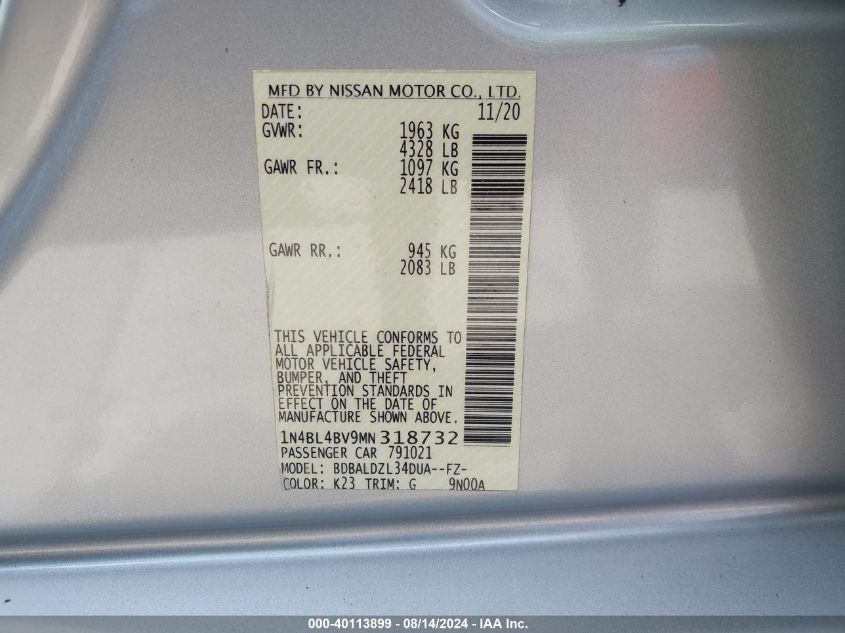 MFD BY NISSAN MOTOR CO., LTD.
DATE: 11/20
GVWR: 1963 KG
4328 LB
GAWR FR.: 1097 KG
2418 LB
GAWR RR.: 945 KG
2083 LB
THIS VEHICLE CONFORMS TO
ALL APPLICABLE FEDERAL
MOTOR VEHICLE SAFETY,
BUMPER, AND THEFT
PREVENTION STANDARDS IN
EFFECT ON THE DATE OF
MANUFACTURE SHOWN ABOVE.
1N4BL4BV9MN318732
PASSENGER CAR 791021
MODEL: BDBALDZL34DUA--FZ-
COLOR: K23 TRIM: G 9N00A
000-40113899 - 08/14/2024 - IAA Inc.